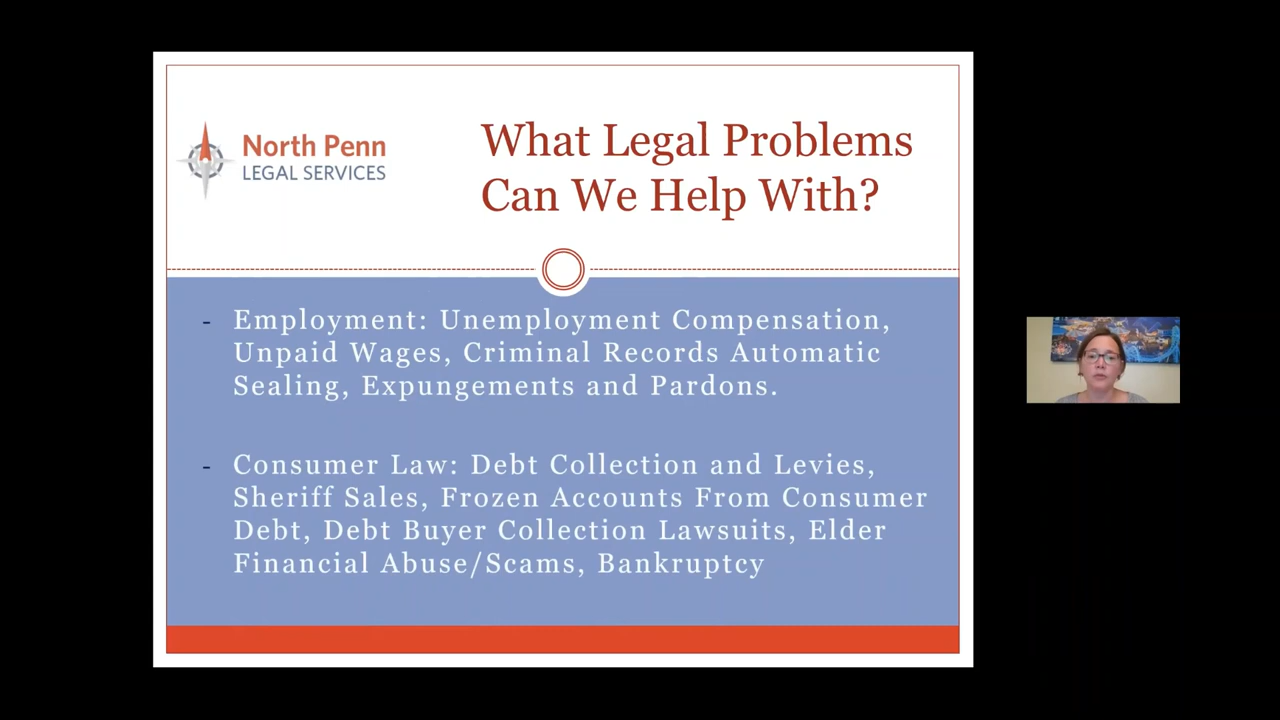 North Penn
LEGAL SERVICES
What Legal Problems
Can We Help With?
- Employment: Unemployment Compensation,
Unpaid Wages, Criminal Records Automatic
Sealing, Expungements and Pardons.
- Consumer Law: Debt Collection and Levies,
Sheriff Sales, Frozen Accounts From Consumer
Debt, Debt Buyer Collection Lawsuits, Elder
Financial Abuse/Scams, Bankruptcy